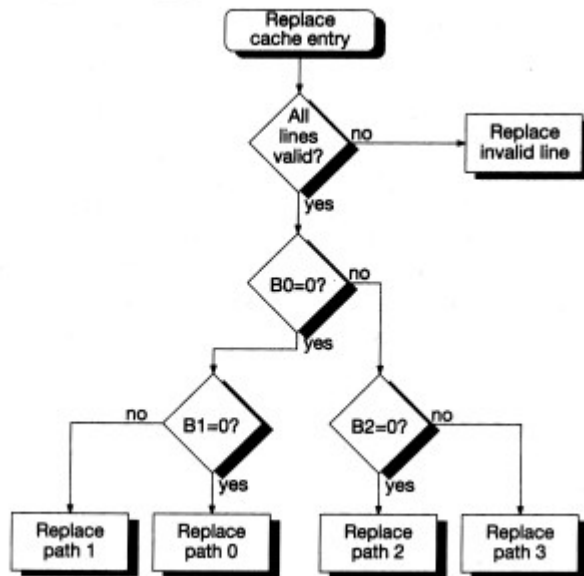 Replace
cache entry
All
lines
valid?
no
Replace
invalid line
yes
B0=0?
no
yes
no
B1=0?
B2=0?
no
yes
yes
Replace
path 1
Replace
path 0
Replace
path 2
Replace
path 3